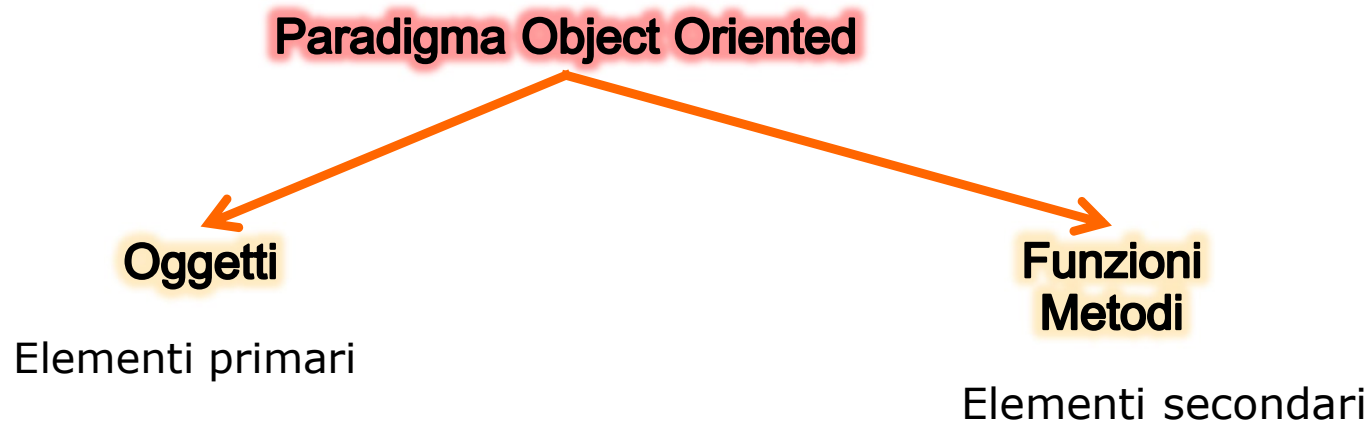 Paradigma Object Oriented
Oggetti
Elementi primari
Funzioni
Metodi
Elementi secondari